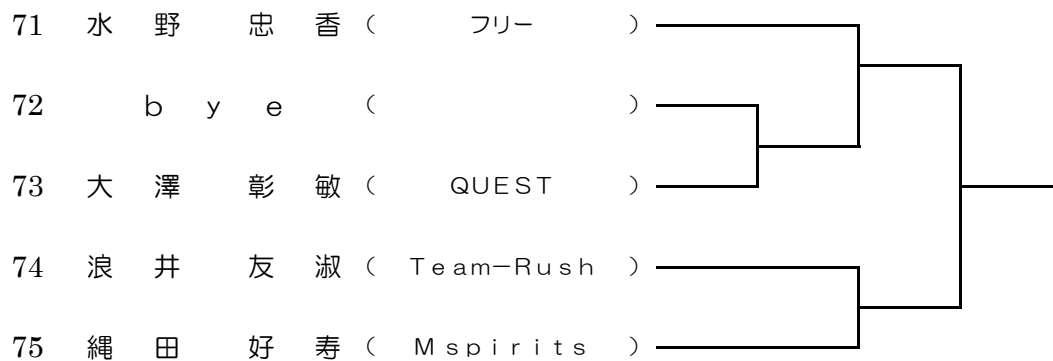 71 水野 忠香 ( フリー )
72 bye ( )
73 大澤 彰敏 ( QUEST )
74 浪井 友淑 ( Team-Rush )
75 縄田 好寿 ( Mspirits )